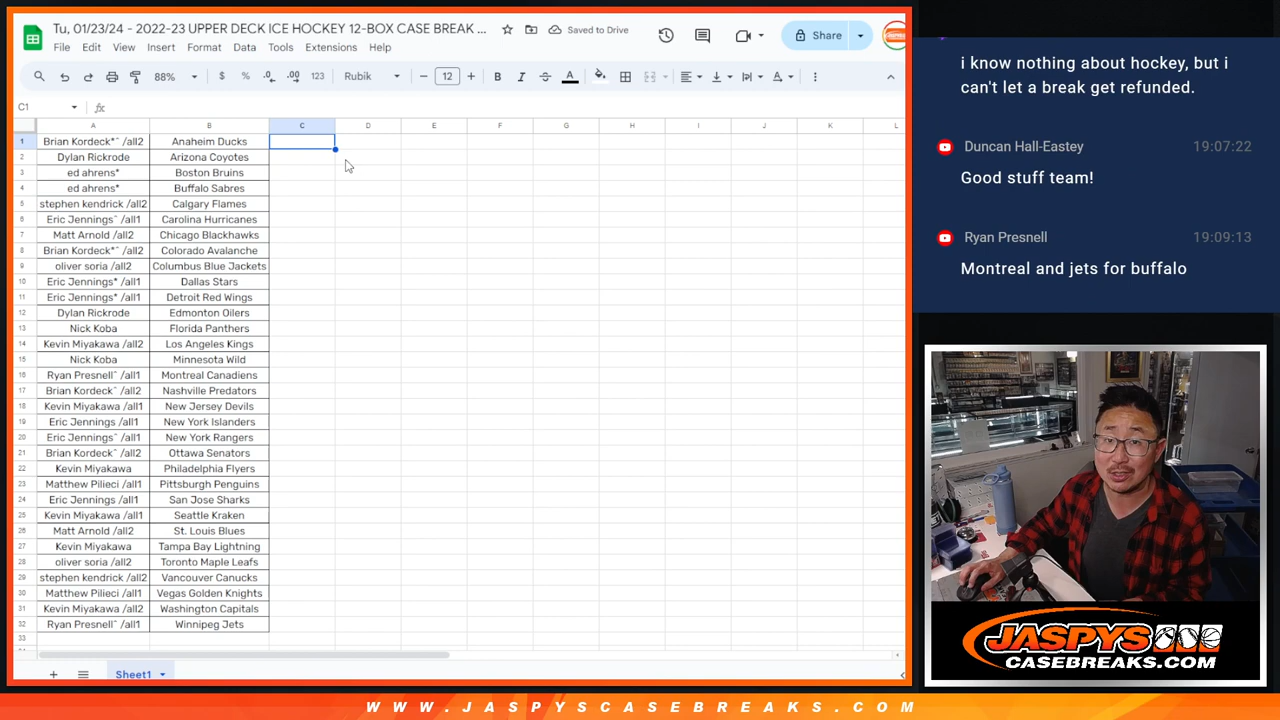 Tu, 01/23/24 - 2022-23 UPPER DECK ICE HOCKEY 12-BOX CASE BREAK ...
Saved to Drive
Share
JASPYS
File Edit View Insert Format Data Tools Extensions Help
88% $ % .0 .00 123 Rubik 12 B I A
C1 fx
A B C D E F G H I J K L
1 Brian Kordeck*ˆ /all2 Anaheim Ducks
2 Dylan Rickrode Arizona Coyotes
3 ed ahrens* Boston Bruins
4 ed ahrens* Buffalo Sabres
5 stephen kendrick /all2 Calgary Flames
6 Eric Jenningsˆ /all1 Carolina Hurricanes
7 Matt Arnold /all2 Chicago Blackhawks
8 Brian Kordeck*ˆ /all2 Colorado Avalanche
9 oliver soria /all2 Columbus Blue Jackets
10 Eric Jennings* /all1 Dallas Stars
11 Eric Jennings* /all1 Detroit Red Wings
12 Dylan Rickrode Edmonton Oilers
13 Nick Koba Florida Panthers
14 Kevin Miyakawa /all2 Los Angeles Kings
15 Nick Koba Minnesota Wild
16 Ryan Presnellˆ /all1 Montreal Canadiens
17 Brian Kordeckˆ /all2 Nashville Predators
18 Kevin Miyakawa /all1 New Jersey Devils
19 Eric Jennings /all1 New York Islanders
20 Eric Jenningsˆ /all1 New York Rangers
21 Brian Kordeckˆ /all2 Ottawa Senators
22 Kevin Miyakawa Philadelphia Flyers
23 Matthew Pilieci /all1 Pittsburgh Penguins
24 Eric Jennings /all1 San Jose Sharks
25 Kevin Miyakawa /all1 Seattle Kraken
26 Matt Arnold /all2 St. Louis Blues
27 Kevin Miyakawa Tampa Bay Lightning
28 oliver soria /all2 Toronto Maple Leafs
29 stephen kendrick /all2 Vancouver Canucks
30 Matthew Pilieci /all1 Vegas Golden Knights
31 Kevin Miyakawa /all2 Washington Capitals
32 Ryan Presnellˆ /all1 Winnipeg Jets
33
Sheet1
i know nothing about hockey, but i
can't let a break get refunded.
Duncan Hall-Eastey 19:07:22
Good stuff team!
Ryan Presnell 19:09:13
Montreal and jets for buffalo
JASPYS
CASEBREAKS.COM
WWW.JASPYSCASEBREAKS.COM